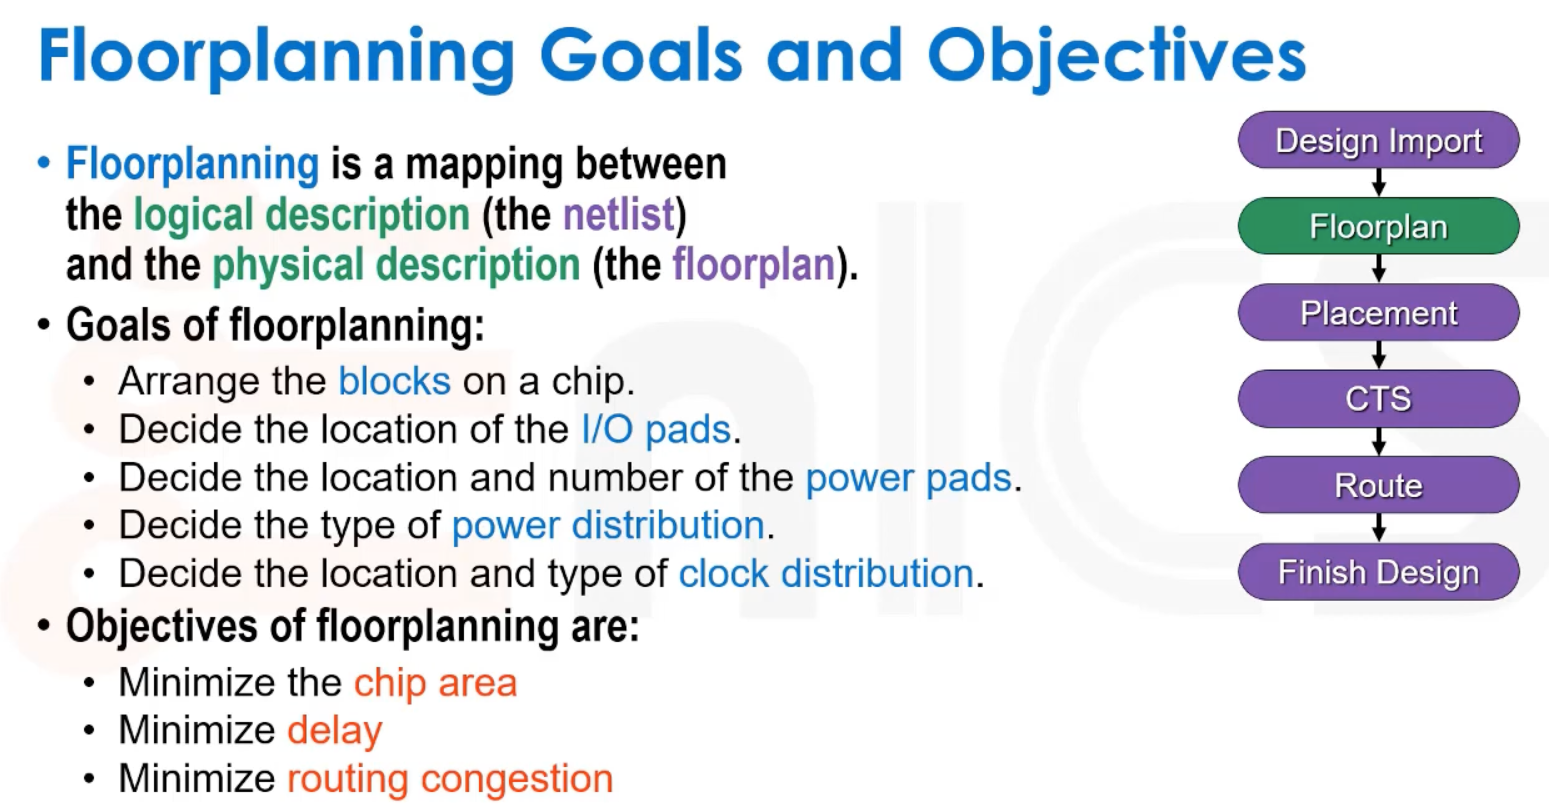 Floorplanning Goals and Objectives
• Floorplanning is a mapping between
the logical description (the netlist)
and the physical description (the floorplan).
• Goals of floorplanning:
• Arrange the blocks on a chip.
• Decide the location of the I/O pads.
• Decide the location and number of the power pads.
• Decide the type of power distribution.
• Decide the location and type of clock distribution.
• Objectives of floorplanning are:
• Minimize the chip area
• Minimize delay
• Minimize routing congestion
Design Import
Floorplan
Placement
CTS
Route
Finish Design